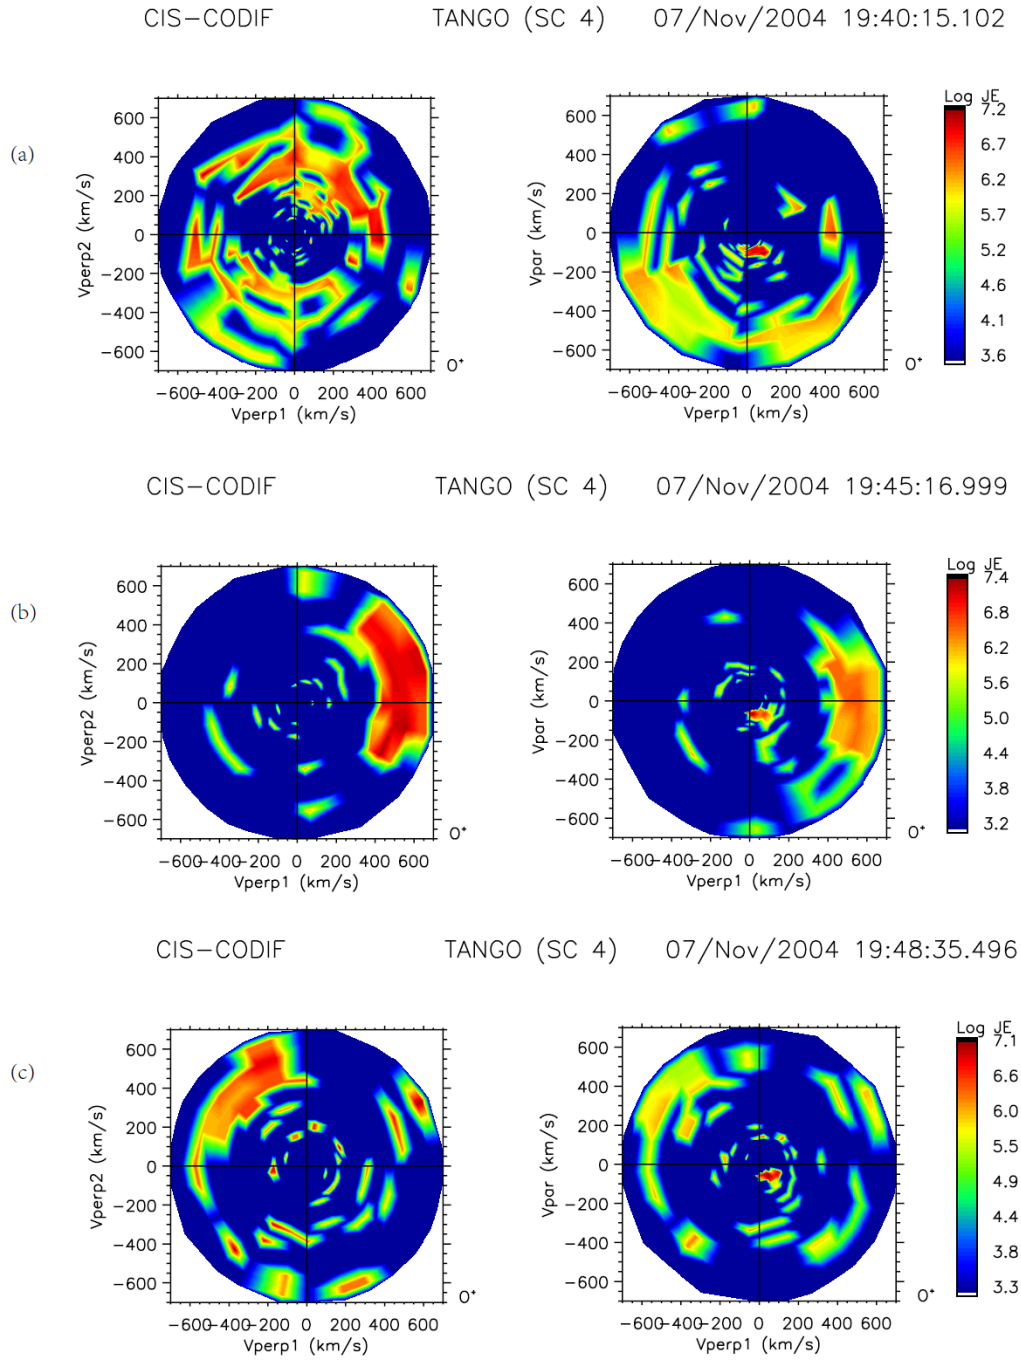 CIS-CODIF TANGO (SC 4) 07/Nov/2004 19:40:15.102
(a)
600
400
200
0
-200
-400
-600
Vperp2 (km/s)
-600-400-200 0 200 400 600
Vperp1 (km/s)
O+
600
400
200
0
-200
-400
-600
Vpar (km/s)
-600-400-200 0 200 400 600
Vperp1 (km/s)
O+
Log JE
7.2
6.7
6.2
5.7
5.1
4.6
4.1
3.6
CIS-CODIF TANGO (SC 4) 07/Nov/2004 19:45:16.999
(b)
600
400
200
0
-200
-400
-600
Vperp2 (km/s)
-600-400-200 0 200 400 600
Vperp1 (km/s)
O+
600
400
200
0
-200
-400
-600
Vpar (km/s)
-600-400-200 0 200 400 600
Vperp1 (km/s)
O+
Log JE
7.4
6.8
6.2
5.6
5.0
4.4
3.8
3.2
CIS-CODIF TANGO (SC 4) 07/Nov/2004 19:48:35.496
(c)
600
400
200
0
-200
-400
-600
Vperp2 (km/s)
-600-400-200 0 200 400 600
Vperp1 (km/s)
O+
600
400
200
0
-200
-400
-600
Vpar (km/s)
-600-400-200 0 200 400 600
Vperp1 (km/s)
O+
Log JE
7.1
6.6
6.0
5.5
4.9
4.4
3.9
3.3